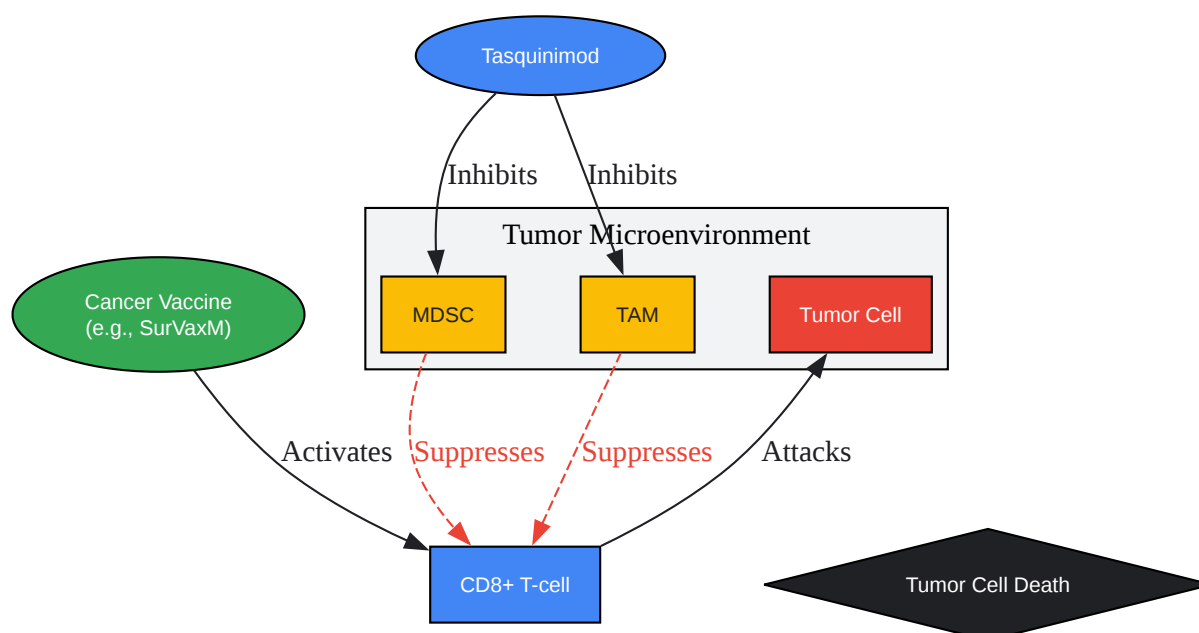 Tasquinimod
Inhibits
Inhibits
Tumor Microenvironment
Cancer Vaccine
(e.g., SurVaxM)
MDSC
TAM
Tumor Cell
Activates
Suppresses
Suppresses
Attacks
CD8+ T-cell
Tumor Cell Death